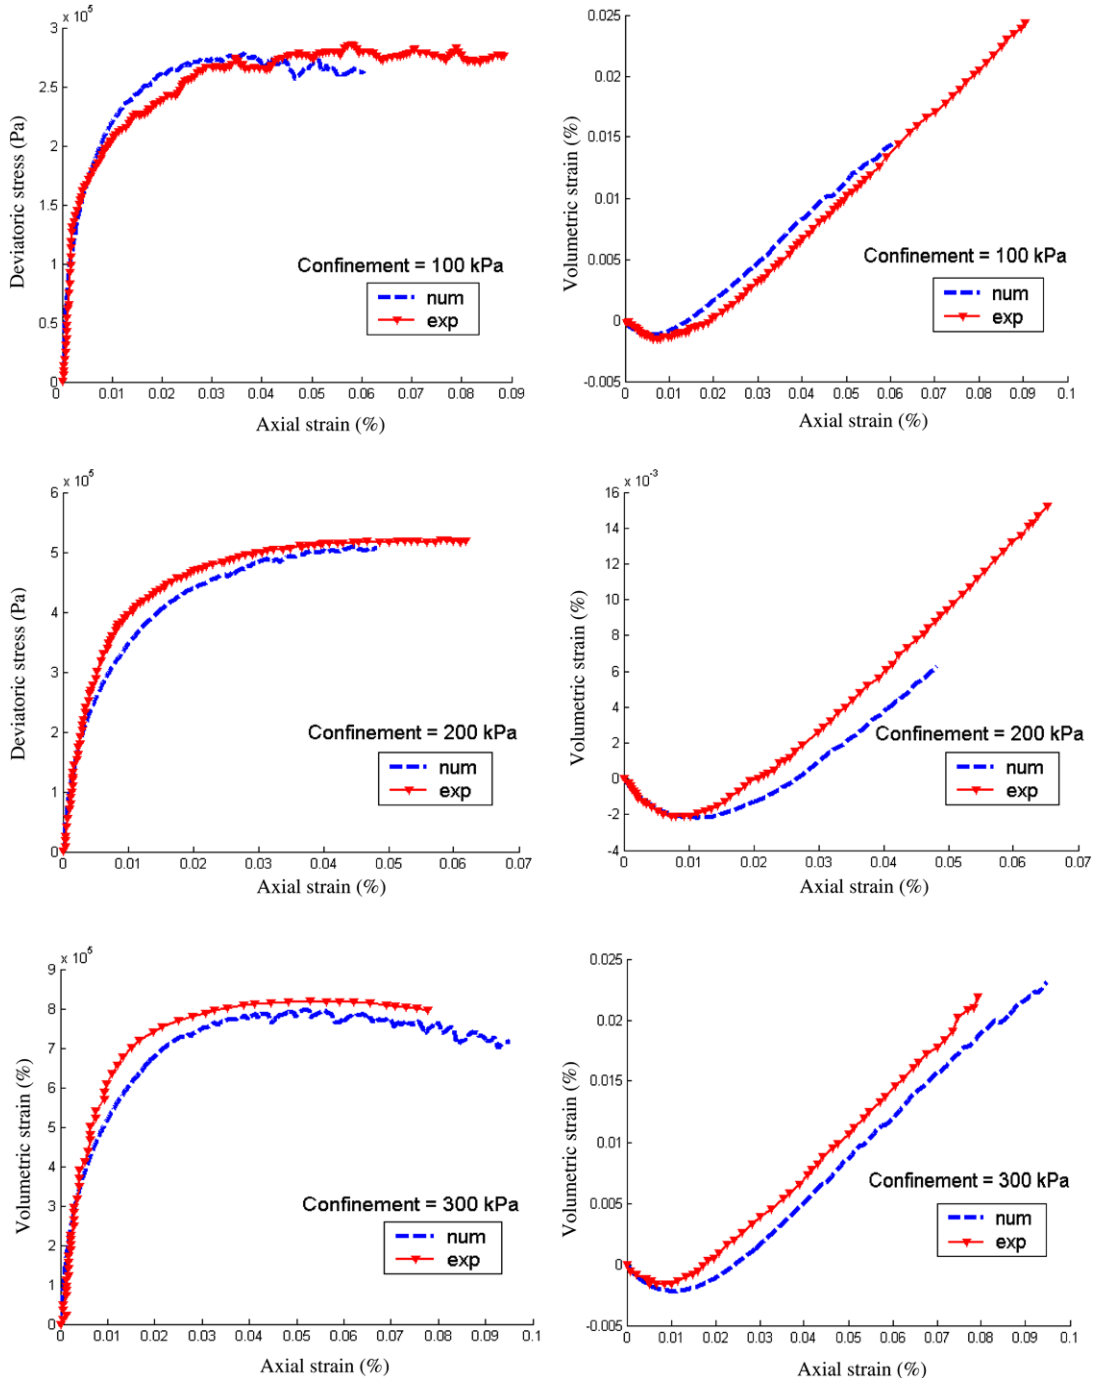 × 10^5
3
2.5
2
1.5
1
0.5
0
0 0.01 0.02 0.03 0.04 0.05 0.06 0.07 0.08 0.09
Deviatoric stress (Pa)
Axial strain (%)
Confinement = 100 kPa
num
exp
0.025
0.02
0.015
0.01
0.005
0
-0.005
0 0.01 0.02 0.03 0.04 0.05 0.06 0.07 0.08 0.09 0.1
Volumetric strain (%)
Axial strain (%)
Confinement = 100 kPa
num
exp
× 10^5
6
5
4
3
2
1
0
0 0.01 0.02 0.03 0.04 0.05 0.06 0.07
Deviatoric stress (Pa)
Axial strain (%)
Confinement = 200 kPa
num
exp
× 10^-3
16
14
12
10
8
6
4
2
0
-2
-4
0 0.01 0.02 0.03 0.04 0.05 0.06 0.07
Volumetric strain (%)
Axial strain (%)
Confinement = 200 kPa
num
exp
× 10^5
9
8
7
6
5
4
3
2
1
0
0 0.01 0.02 0.03 0.04 0.05 0.06 0.07 0.08 0.09 0.1
Volumetric strain (%)
Axial strain (%)
Confinement = 300 kPa
num
exp
0.025
0.02
0.015
0.01
0.005
0
-0.005
0 0.01 0.02 0.03 0.04 0.05 0.06 0.07 0.08 0.09 0.1
Volumetric strain (%)
Axial strain (%)
Confinement = 300 kPa
num
exp